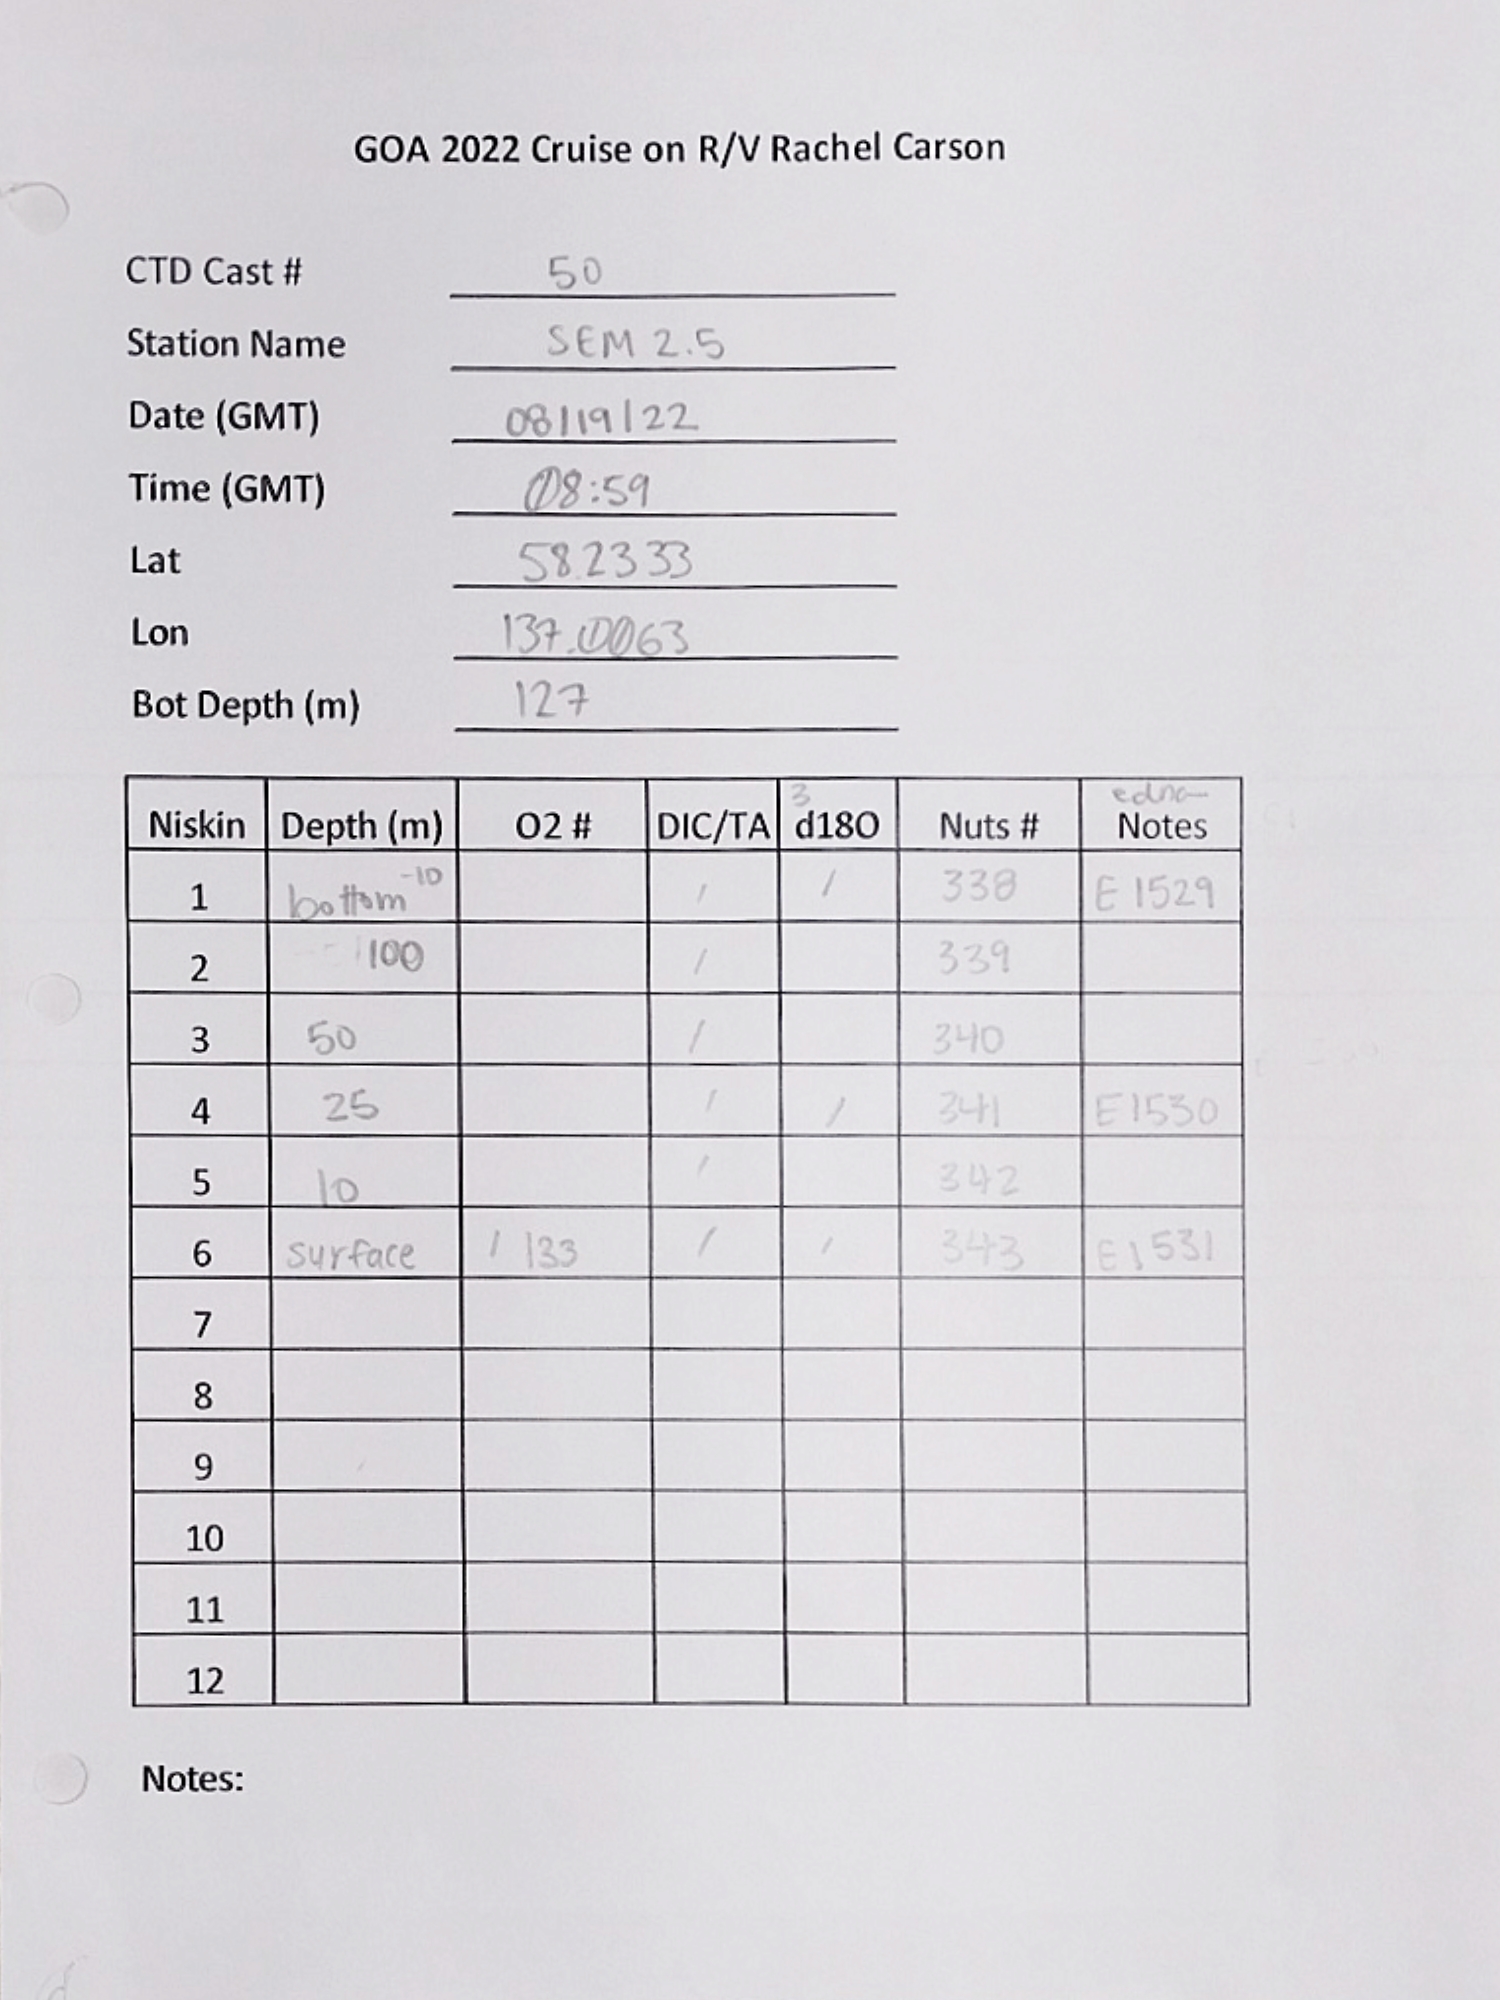 GOA 2022 Cruise on R/V Rachel Carson
CTD Cast # 50
Station Name SEM 2.5
Date (GMT) 08/19/22
Time (GMT) 08:59
Lat 58.2333
Lon 137.0063
Bot Depth (m) 127
3 edna
Niskin Depth (m) O2 # DIC/TA d18O Nuts # Notes
1 bottom -10 / / 338 E1529
2 100 / 339
3 50 / 340
4 25 / / 341 E1530
5 10 / 342
6 surface / 133 / / 343 E1531
7
8
9
10
11
12
Notes: